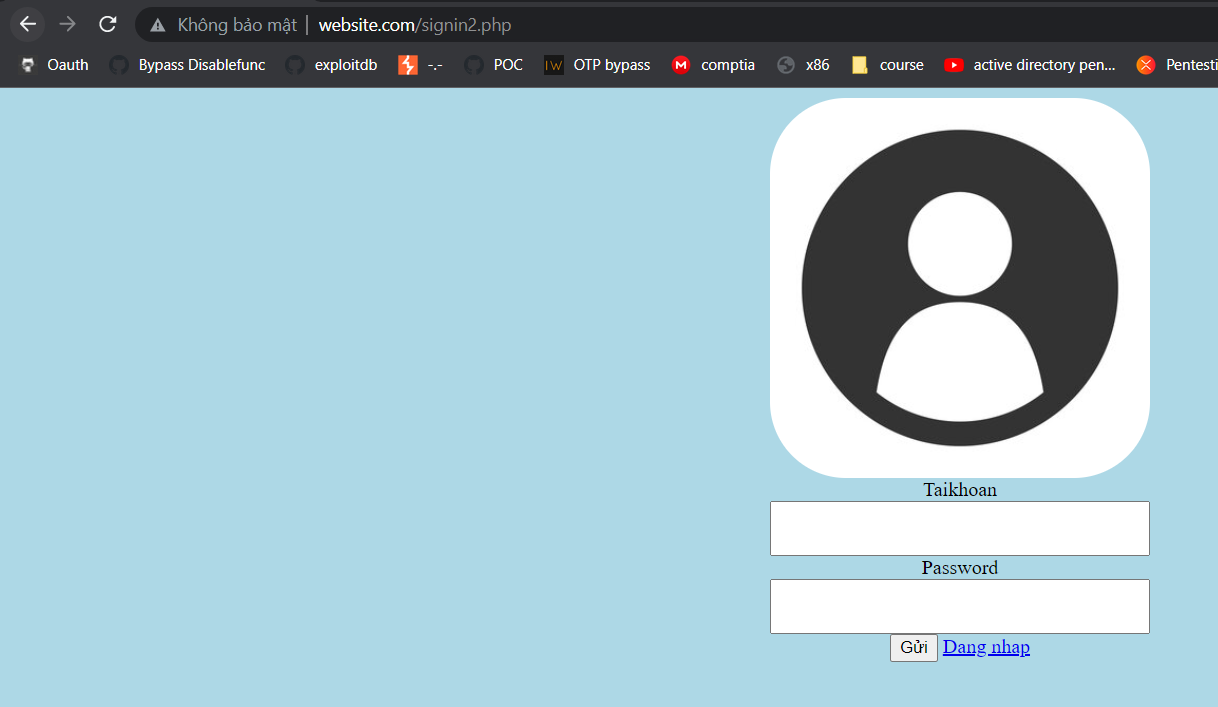 Không bảo mật | website.com/signin2.php
Oauth Bypass Disablefunc exploitdb -.- POC IW OTP bypass comptia x86 course active directory pen... Pentesti
Taikhoan
Password
Gửi Dang nhap